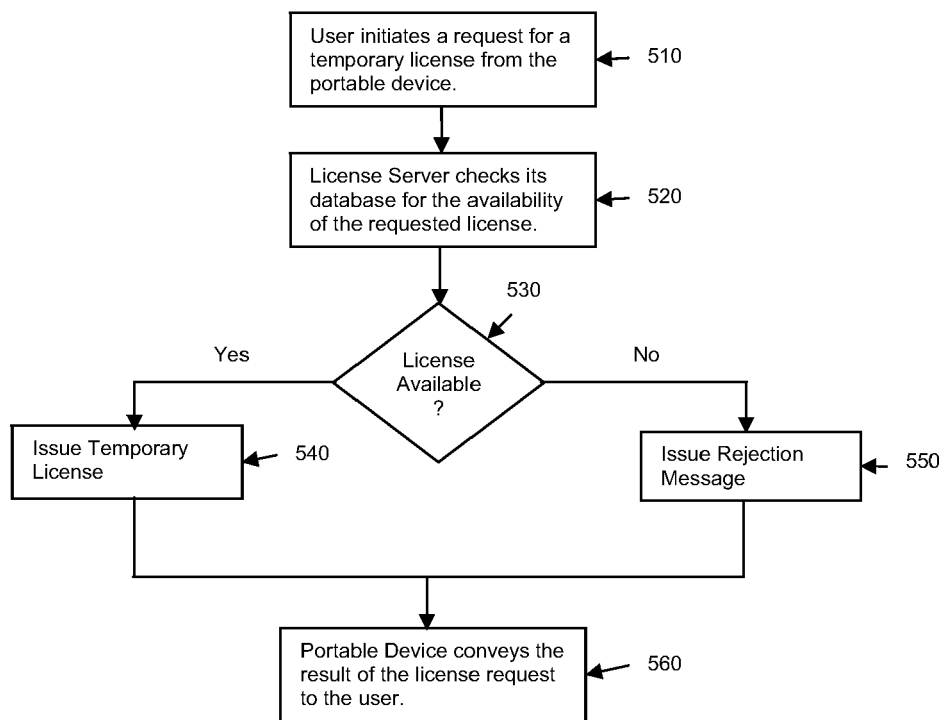 User initiates a request for a
temporary license from the
portable device.
510
License Server checks its
database for the availability
of the requested license.
520
530
Yes
License
Available
?
No
Issue Temporary
License
540
Issue Rejection
Message
550
Portable Device conveys the
result of the license request
to the user.
560